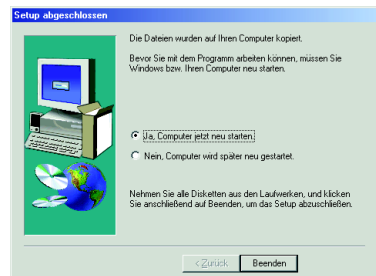 Setup abgeschlossen
Die Dateien wurden auf Ihren Computer kopiert.
Bevor Sie mit dem Programm arbeiten können, müssen Sie
Windows bzw. Ihren Computer neu starten.
Ja, Computer jetzt neu starten.
Nein, Computer wird später neu gestartet.
Nehmen Sie alle Disketten aus den Laufwerken, und klicken
Sie anschließend auf Beenden, um das Setup abzuschließen.
< Zurück
Beenden